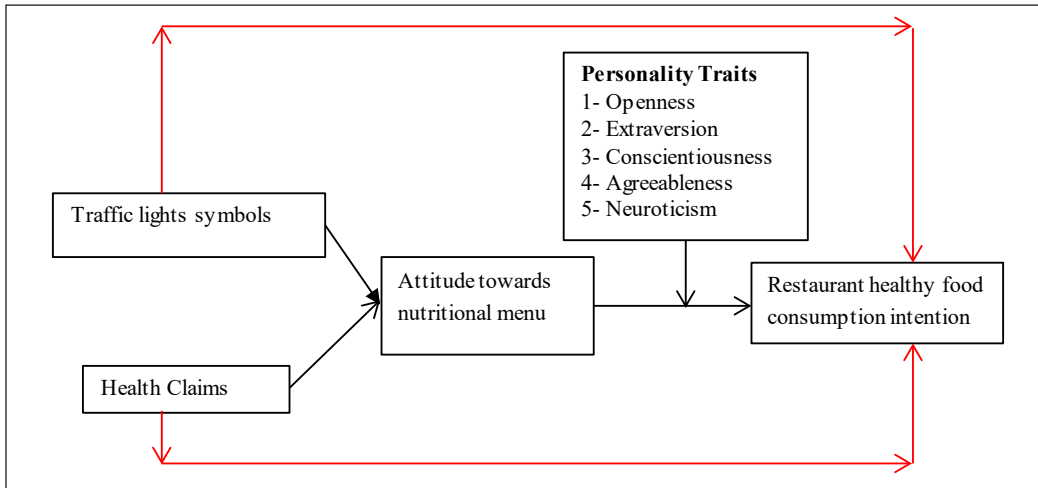 Personality Traits
1- Openness
2- Extraversion
3- Conscientiousness
4- Agreeableness
5- Neuroticism
Traffic lights symbols
Attitude towards
nutritional menu
Restaurant healthy food
consumption intention
Health Claims